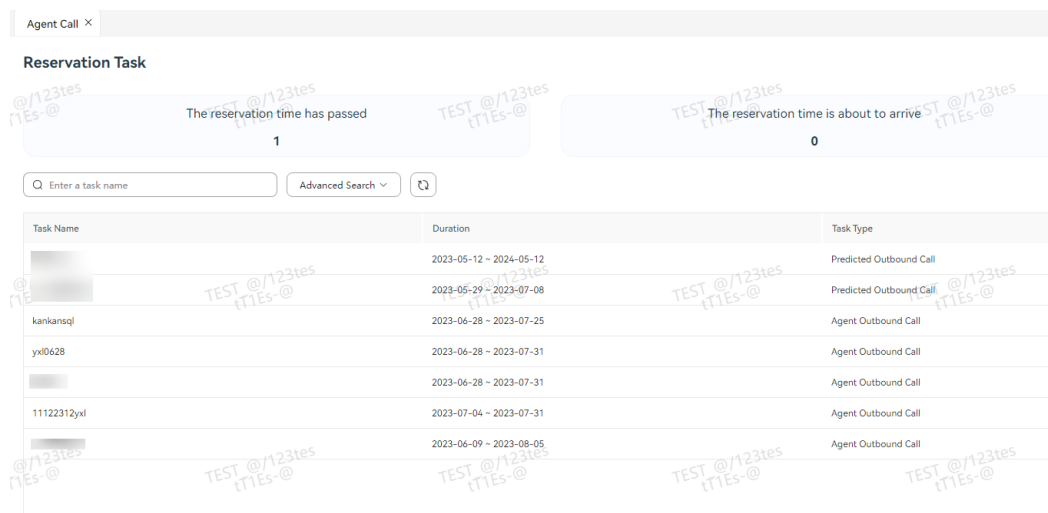 Agent Call ×
Reservation Task
The reservation time has passed
1
The reservation time is about to arrive
0
Enter a task name
Advanced Search
Task Name Duration Task Type
2023-05-12 ~ 2024-05-12 Predicted Outbound Call
2023-05-29 ~ 2023-07-08 Predicted Outbound Call
kankansql 2023-06-28 ~ 2023-07-25 Agent Outbound Call
yxl0628 2023-06-28 ~ 2023-07-31 Agent Outbound Call
2023-06-28 ~ 2023-07-31 Agent Outbound Call
11122312yxl 2023-07-04 ~ 2023-07-31 Agent Outbound Call
2023-06-09 ~ 2023-08-05 Agent Outbound Call
TEST @/123tes
tT1Es-@